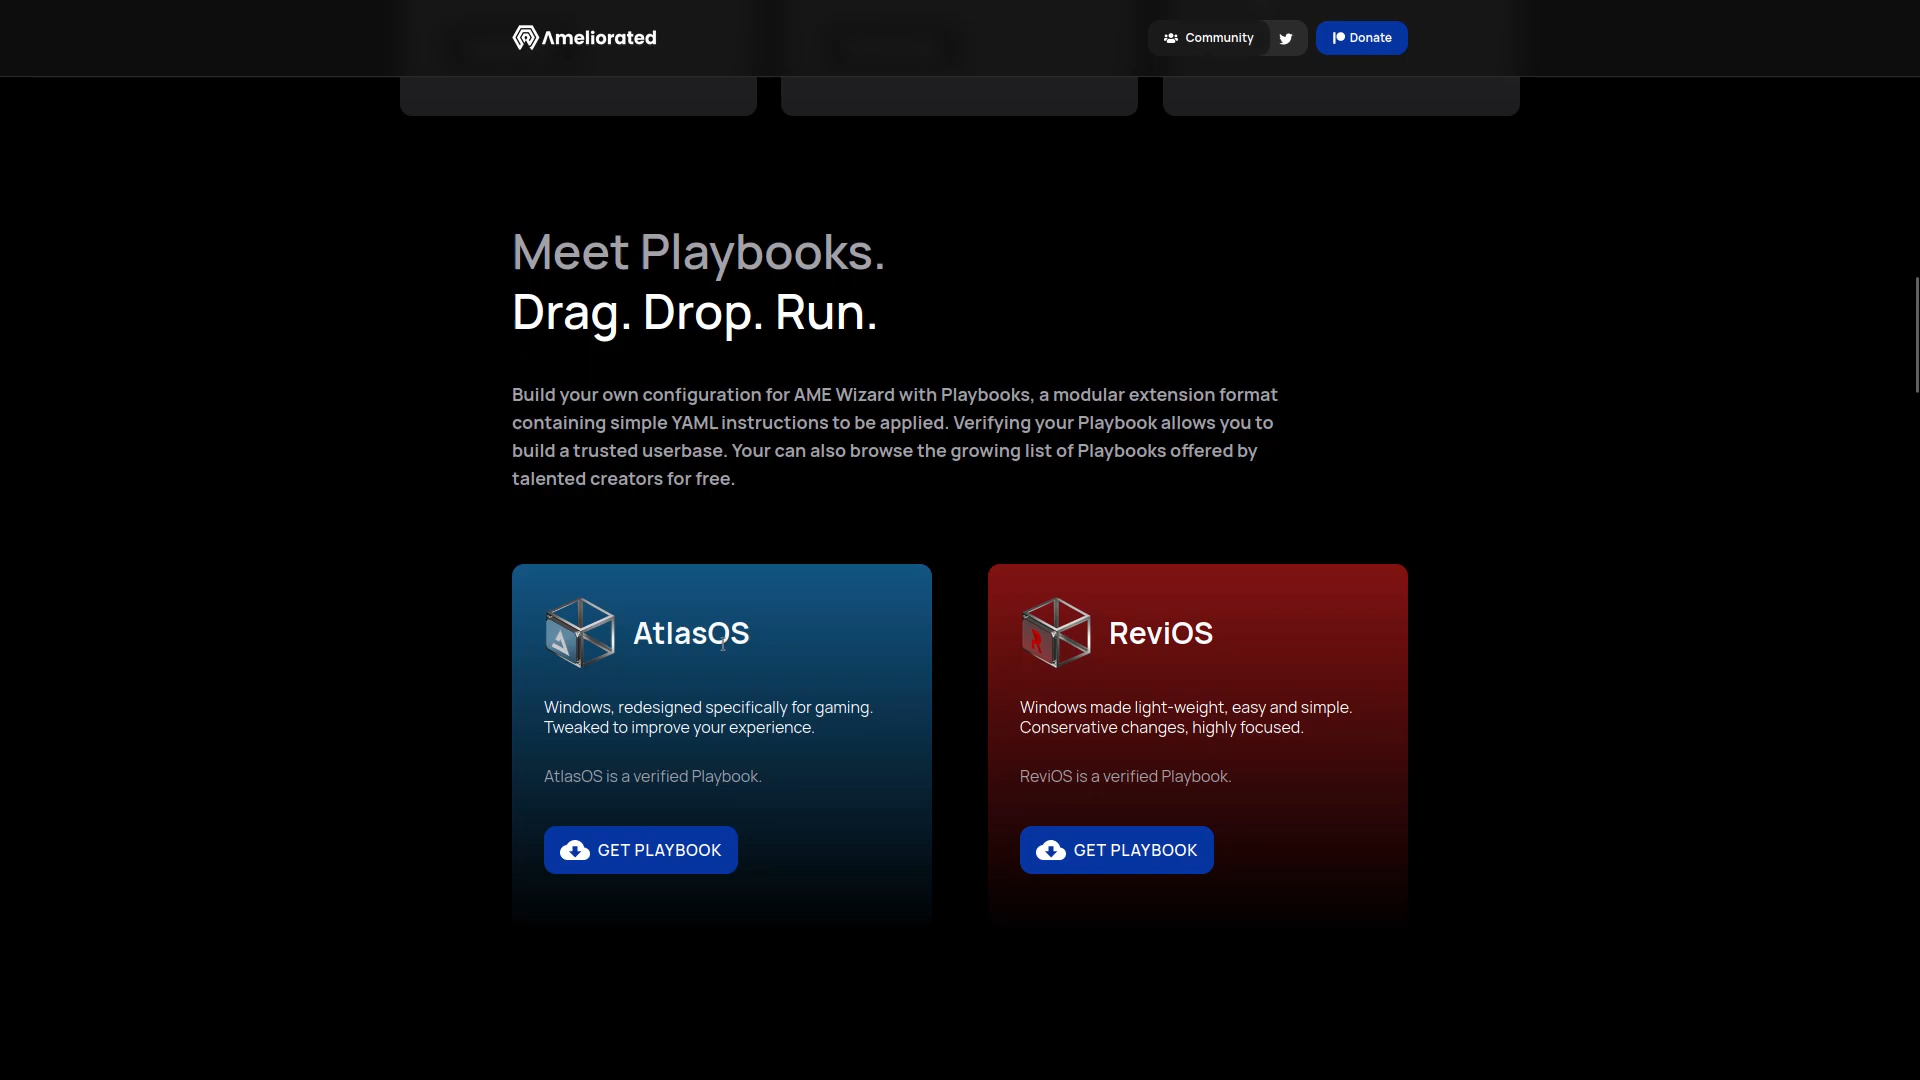 Ameliorated
Community
Donate
Meet Playbooks.
Drag. Drop. Run.
Build your own configuration for AME Wizard with Playbooks, a modular extension format
containing simple YAML instructions to be applied. Verifying your Playbook allows you to
build a trusted userbase. Your can also browse the growing list of Playbooks offered by
talented creators for free.
AtlasOS
Windows, redesigned specifically for gaming.
Tweaked to improve your experience.
AtlasOS is a verified Playbook.
GET PLAYBOOK
ReviOS
Windows made light-weight, easy and simple.
Conservative changes, highly focused.
ReviOS is a verified Playbook.
GET PLAYBOOK